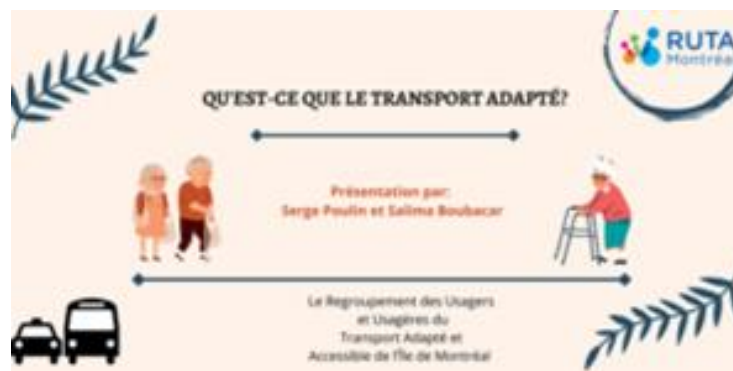 RUTA
Montréal
QU'EST-CE QUE LE TRANSPORT ADAPTÉ?
Présentation par:
Serge Poulin et Salima Boubacar
Le Regroupement des Usagers
et Usagères du
Transport Adapté et
Accessible de l'Île de Montréal